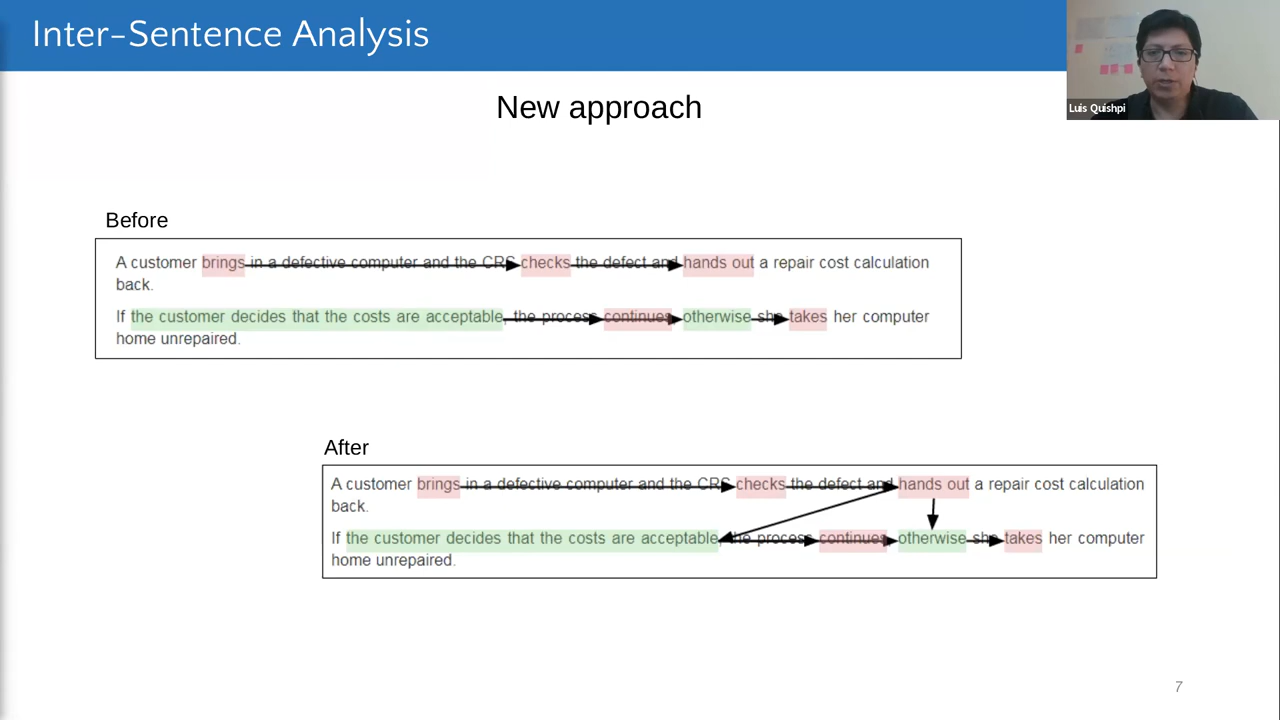 Inter-Sentence Analysis
Luis Quishpi
New approach
Before
A customer brings in a defective computer and the CRS checks the defect and hands out a repair cost calculation
back.
If the customer decides that the costs are acceptable, the process continues otherwise she takes her computer
home unrepaired.
After
A customer brings in a defective computer and the CRS checks the defect and hands out a repair cost calculation
back.
If the customer decides that the costs are acceptable, the process continues otherwise she takes her computer
home unrepaired.
7